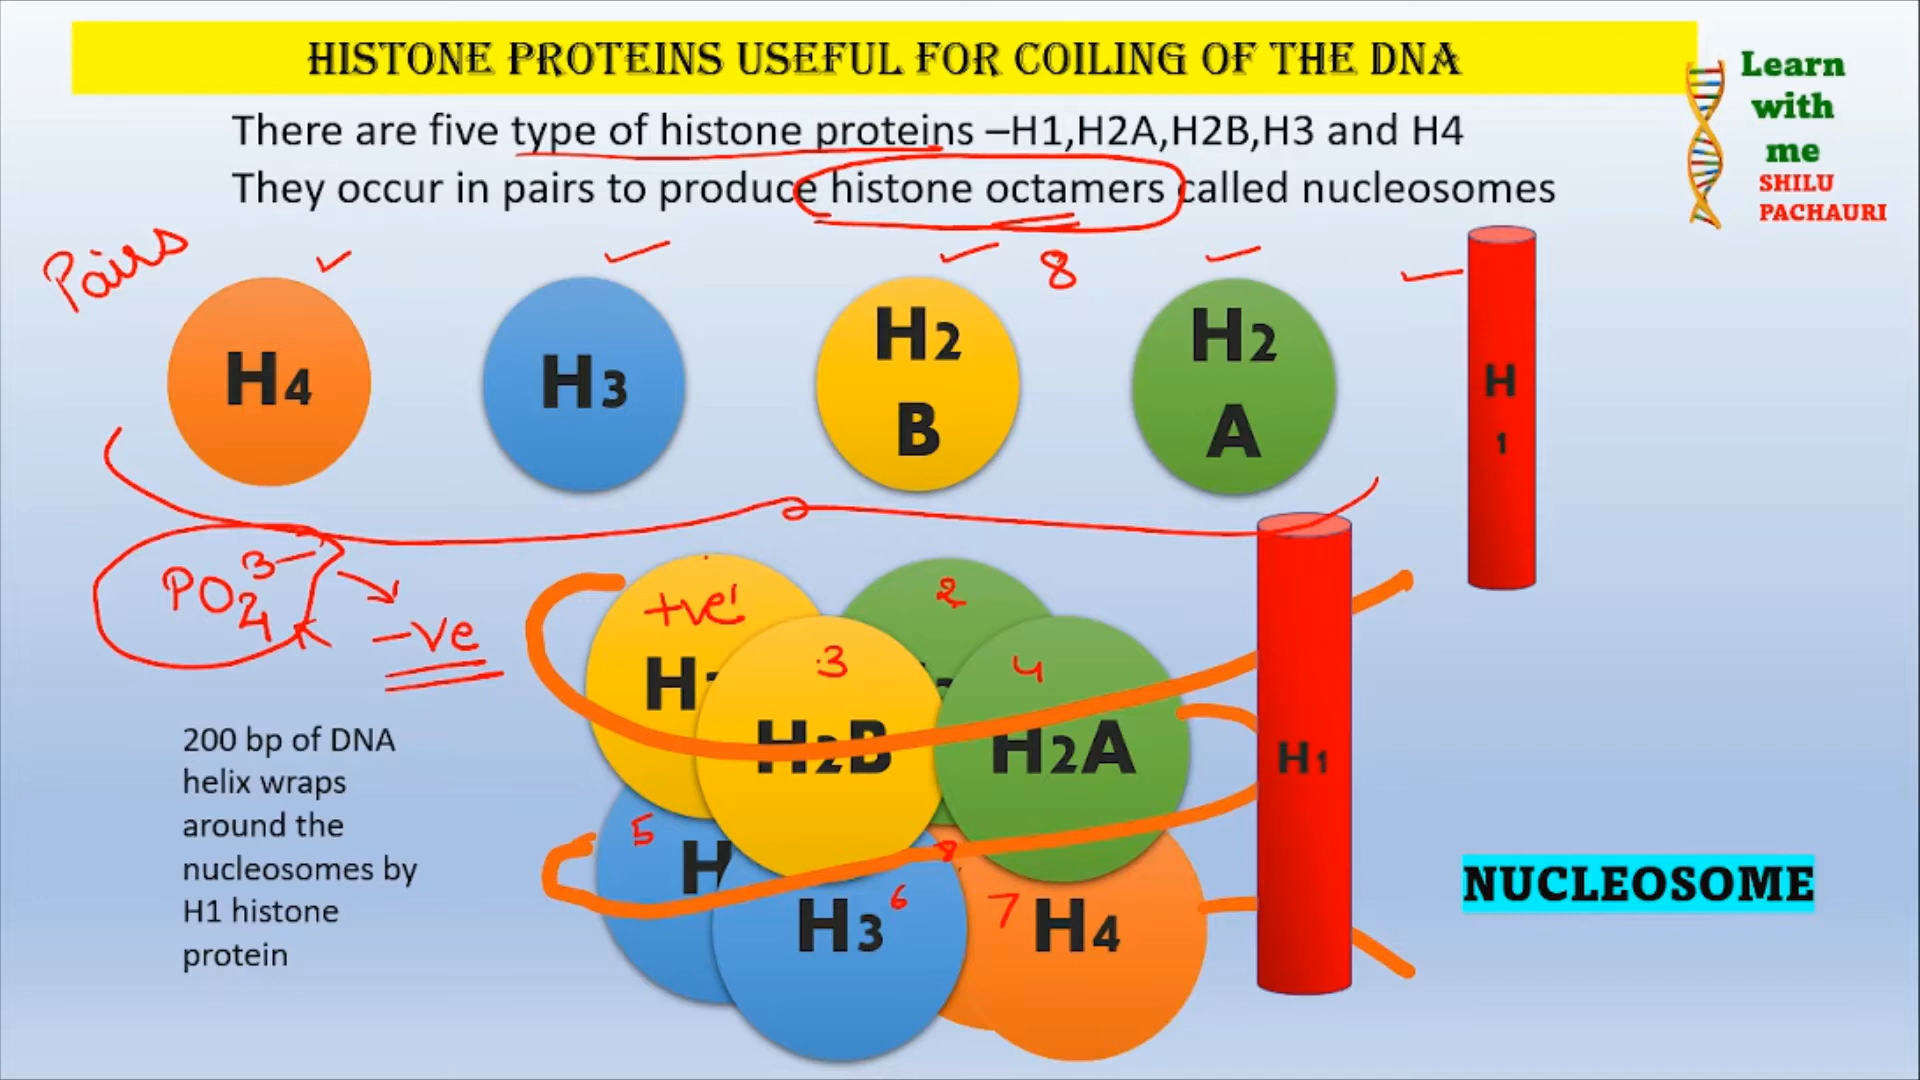 HISTONE PROTEINS USEFUL FOR COILING OF THE DNA
Learn
with
me
SHILU
PACHAURI
There are five type of histone proteins –H1,H2A,H2B,H3 and H4
They occur in pairs to produce histone octamers called nucleosomes
Pairs
8
H4
H3
H2
B
H2
A
H
1
PO4 3−
−ve
+ve
2
3
4
H2B
H2A
H1
5
H
8
H3
6
7
H4
200 bp of DNA
helix wraps
around the
nucleosomes by
H1 histone
protein
NUCLEOSOME